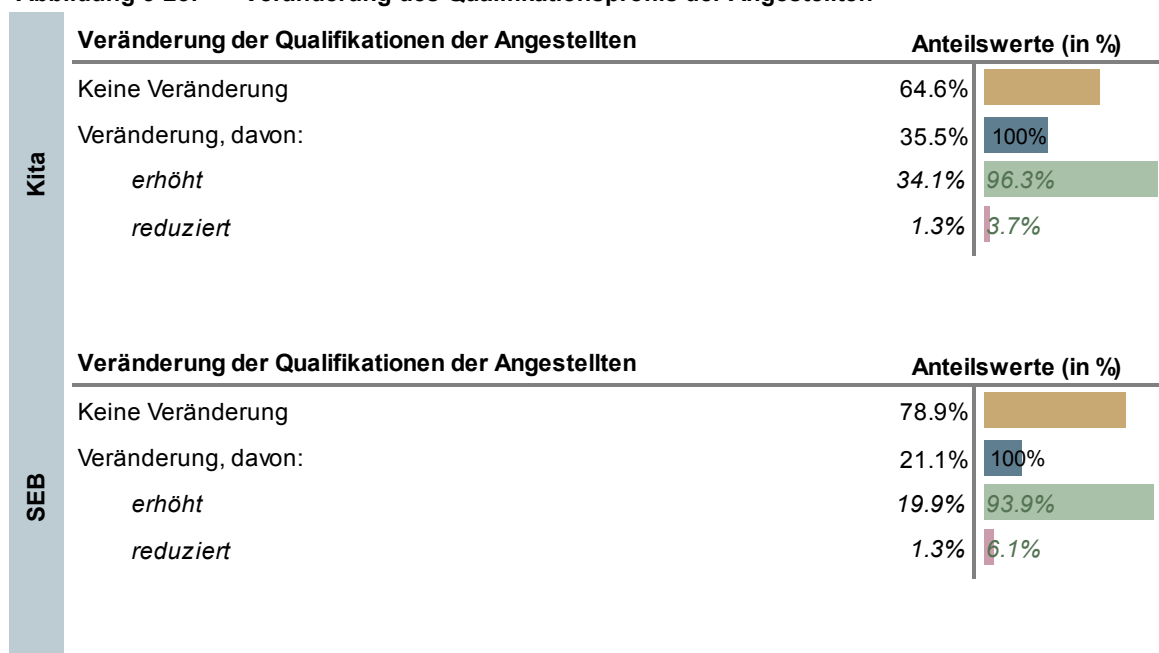 Veränderung der Qualifikationen der Angestellten Anteilswerte (in %)
Keine Veränderung 64.6%
Veränderung, davon: 35.5% 100%
erhöht 34.1% 96.3%
reduziert 1.3% 3.7%
Kita
Veränderung der Qualifikationen der Angestellten Anteilswerte (in %)
Keine Veränderung 78.9%
Veränderung, davon: 21.1% 100%
erhöht 19.9% 93.9%
reduziert 1.3% 6.1%
SEB